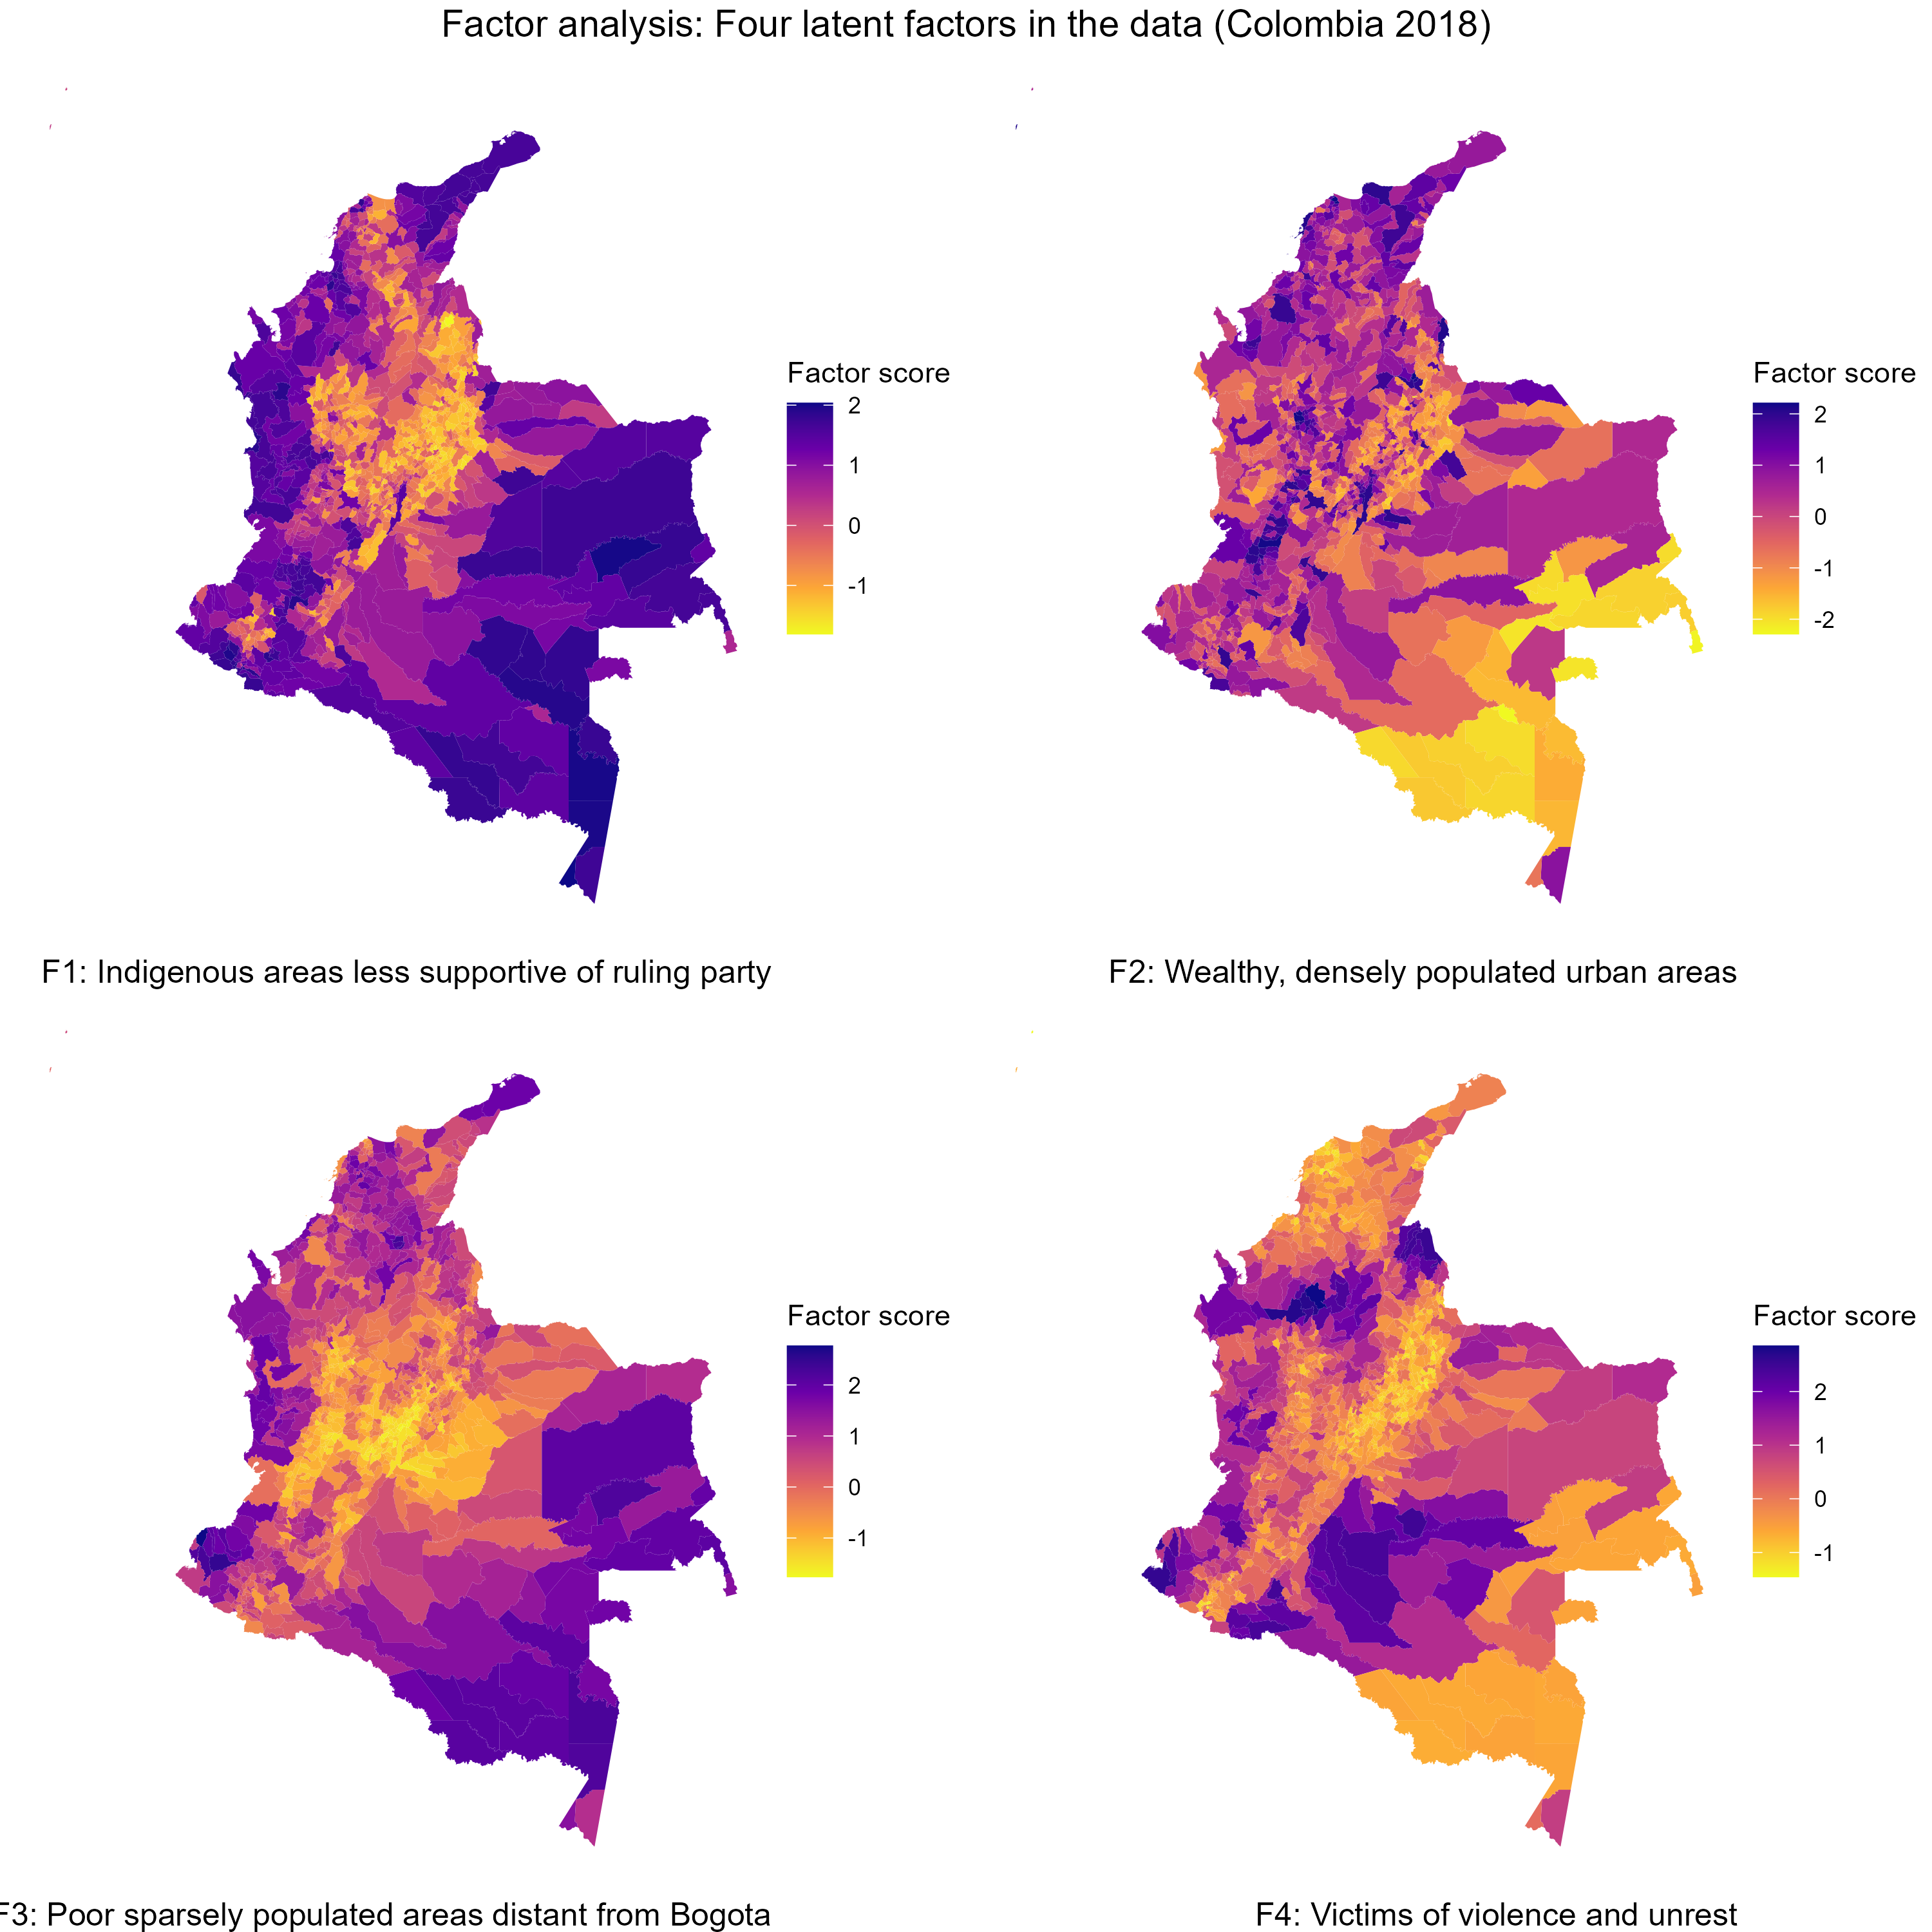 Factor analysis: Four latent factors in the data (Colombia 2018)
Factor score
2
1
0
-1
F1: Indigenous areas less supportive of ruling party
Factor score
2
1
0
-1
-2
F2: Wealthy, densely populated urban areas
Factor score
2
1
0
-1
F3: Poor sparsely populated areas distant from Bogota
Factor score
2
1
0
-1
F4: Victims of violence and unrest